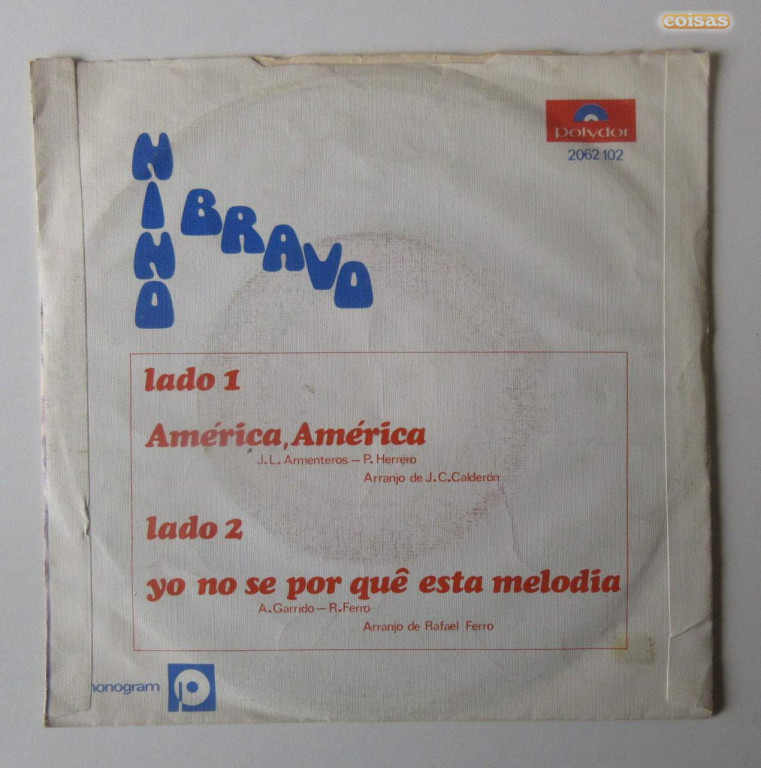 coisas
polydor
2062 102
NINO
BRAVO
lado 1
América, América
J.L. Armenteros – P. Herrero
Arranjo de J.C. Calderón
lado 2
yo no se por quê esta melodia
A. Garrido – R. Ferro
Arranjo de Rafael Ferro
honogram
p